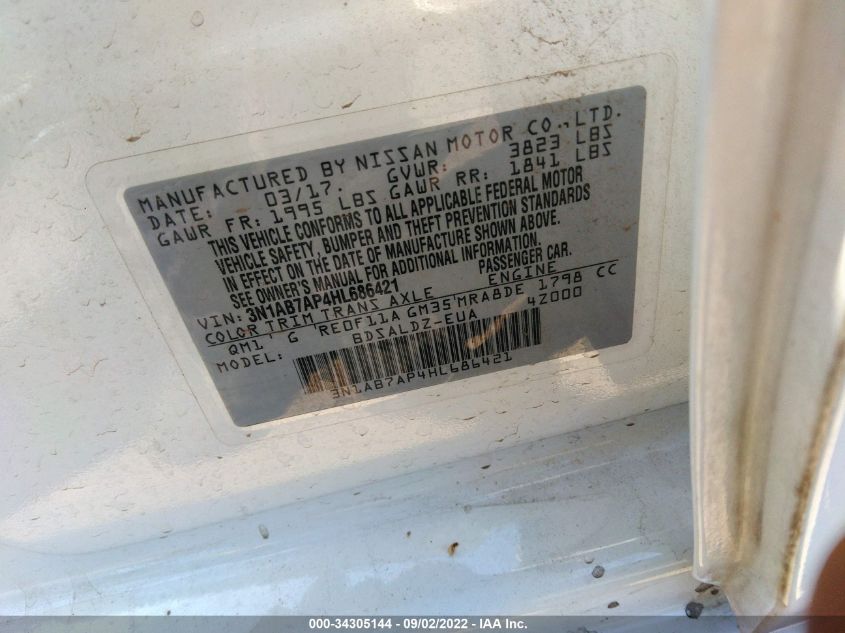 MANUFACTURED BY NISSAN MOTOR CO.,LTD.
DATE: 03/17. GVWR: 3823 LBS
GAWR FR: 1995 LBS GAWR RR: 1841 LBS
THIS VEHICLE CONFORMS TO ALL APPLICABLE FEDERAL MOTOR
VEHICLE SAFETY, BUMPER AND THEFT PREVENTION STANDARDS
IN EFFECT ON THE DATE OF MANUFACTURE SHOWN ABOVE.
SEE OWNER'S MANUAL FOR ADDITIONAL INFORMATION.
VIN: 3N1AB7AP4HL686421 PASSENGER CAR.
COLOR TRIM TRANS AXLE ENGINE
QM1' G 'RE0F11A GM35'MRA8DE 1798 CC
MODEL: BDSALDZ-EUA 4Z000
3N1AB7AP4HL686421
000-34305144 - 09/02/2022 - IAA Inc.